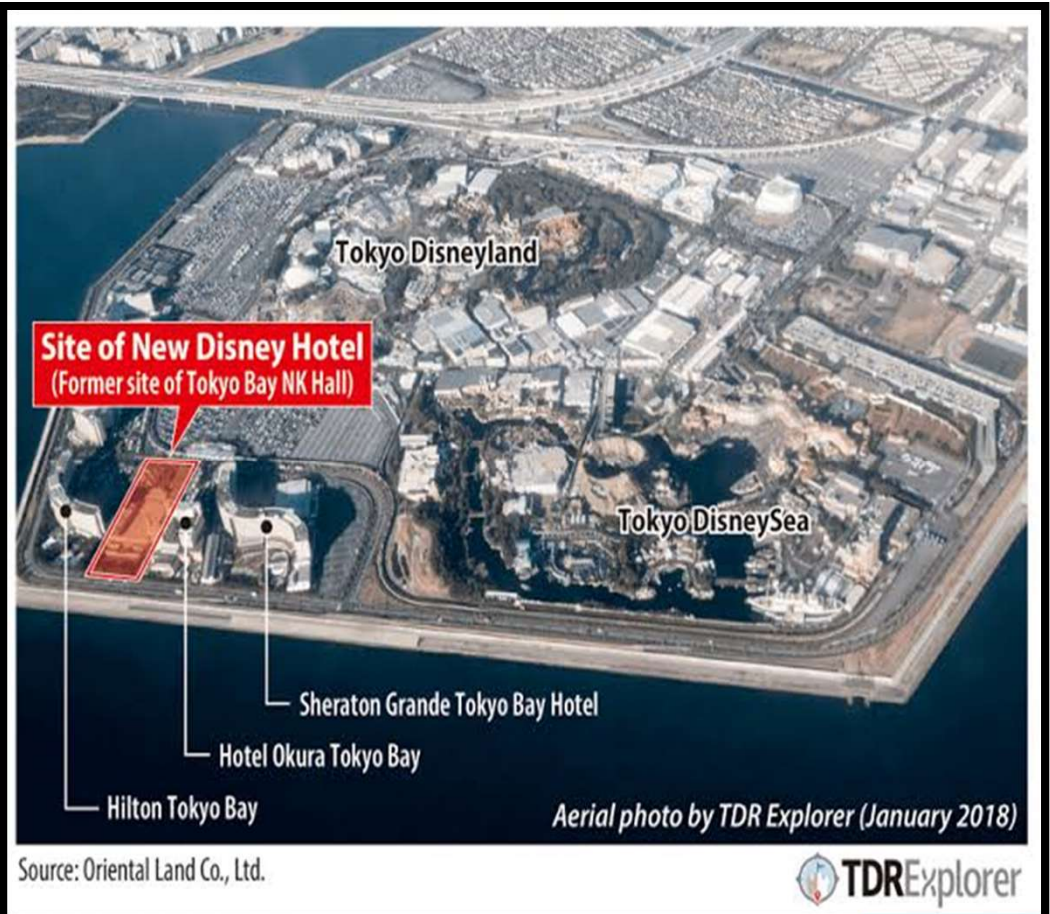 Tokyo Disneyland
Site of New Disney Hotel
(Former site of Tokyo Bay NK Hall)
Tokyo DisneySea
Sheraton Grande Tokyo Bay Hotel
Hotel Okura Tokyo Bay
Hilton Tokyo Bay
Aerial photo by TDR Explorer (January 2018)
Source: Oriental Land Co., Ltd.
TDRExplorer